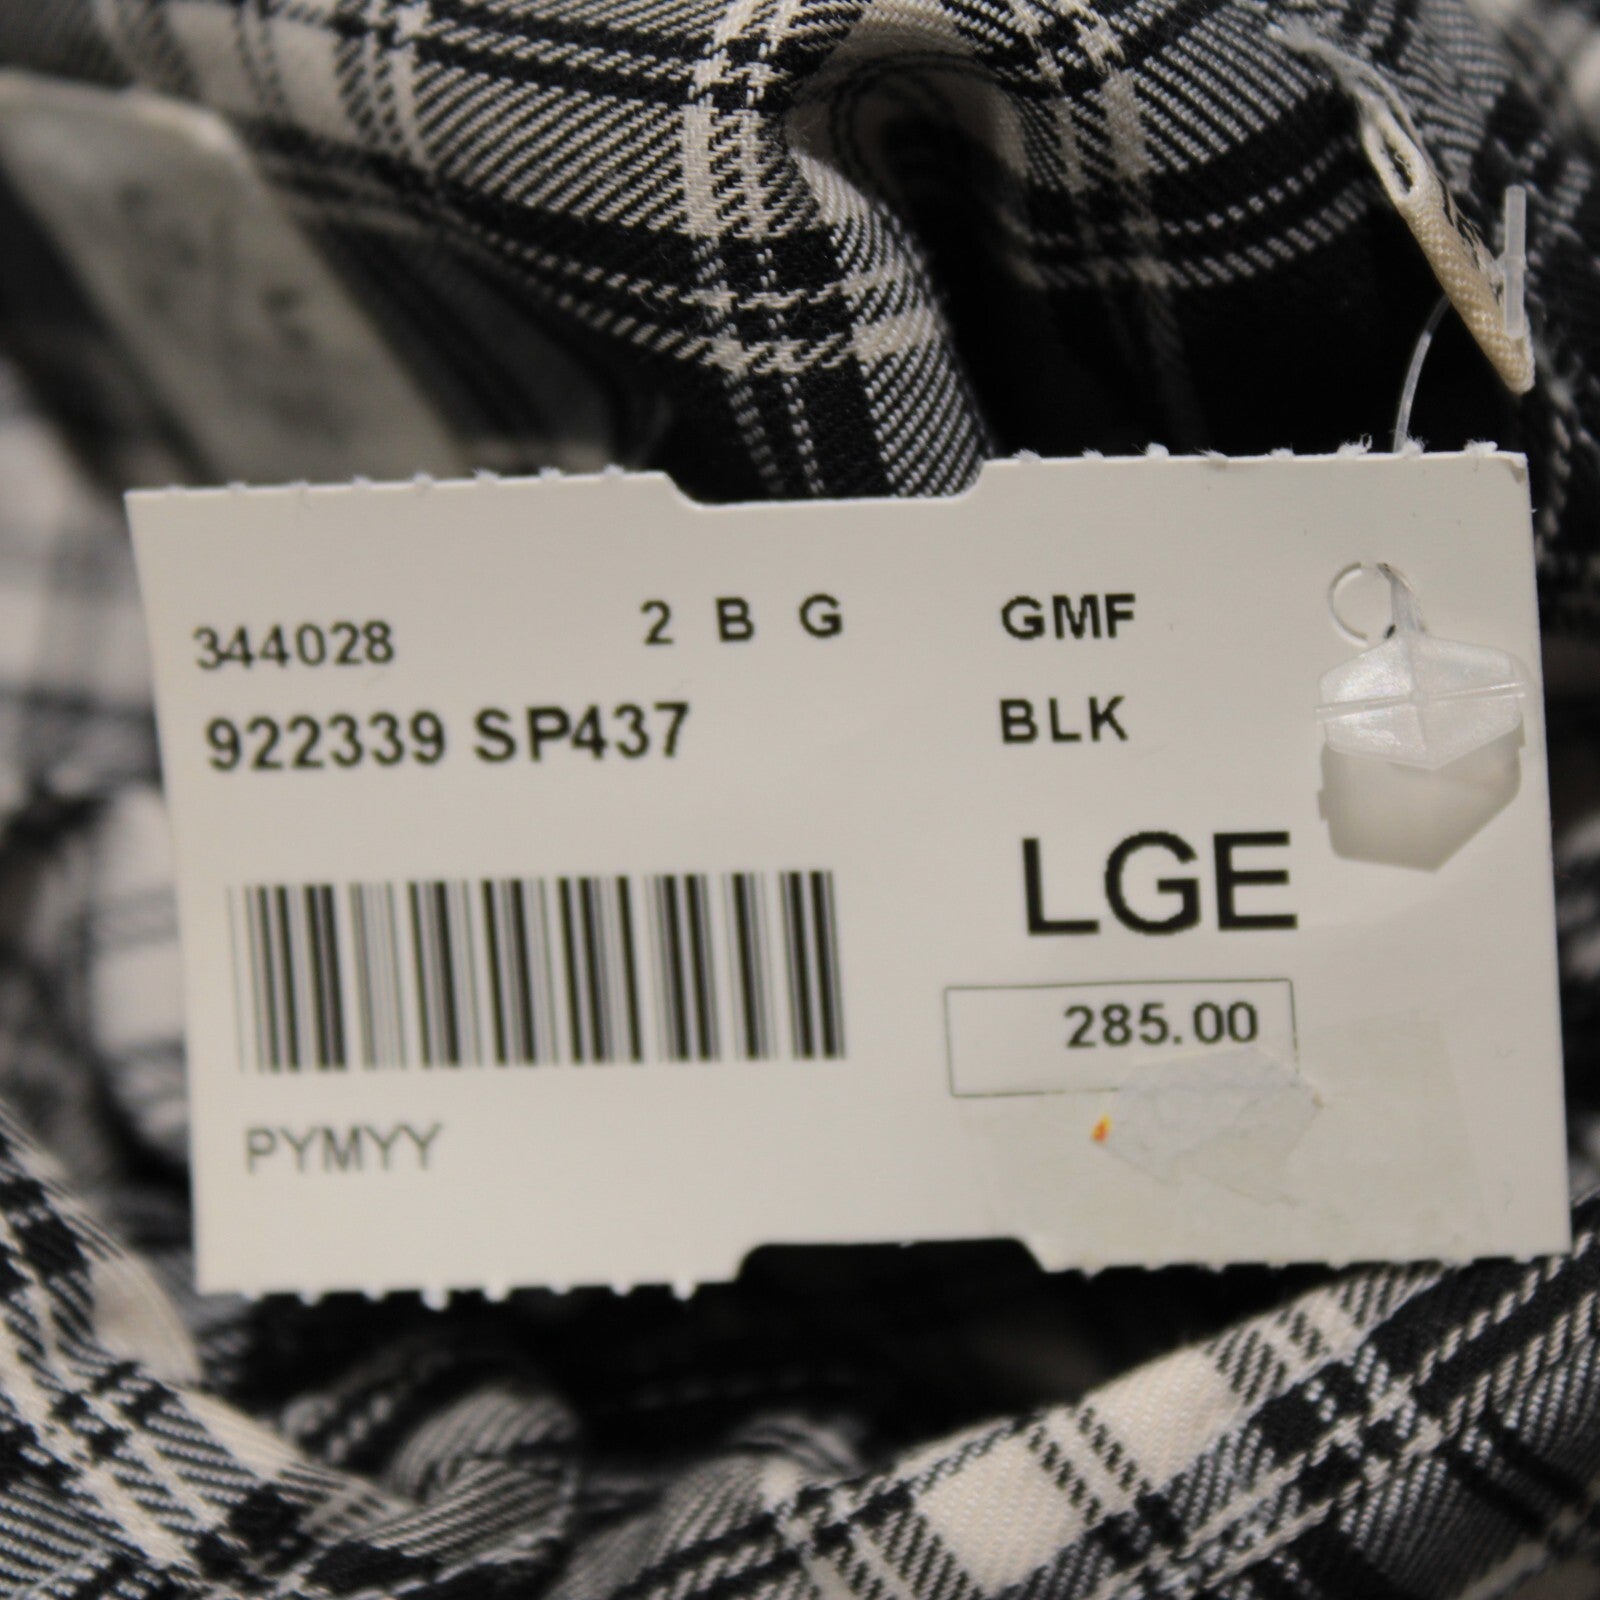 344028 2 B G GMF
922339 SP437 BLK
LGE
285.00
PYMYY